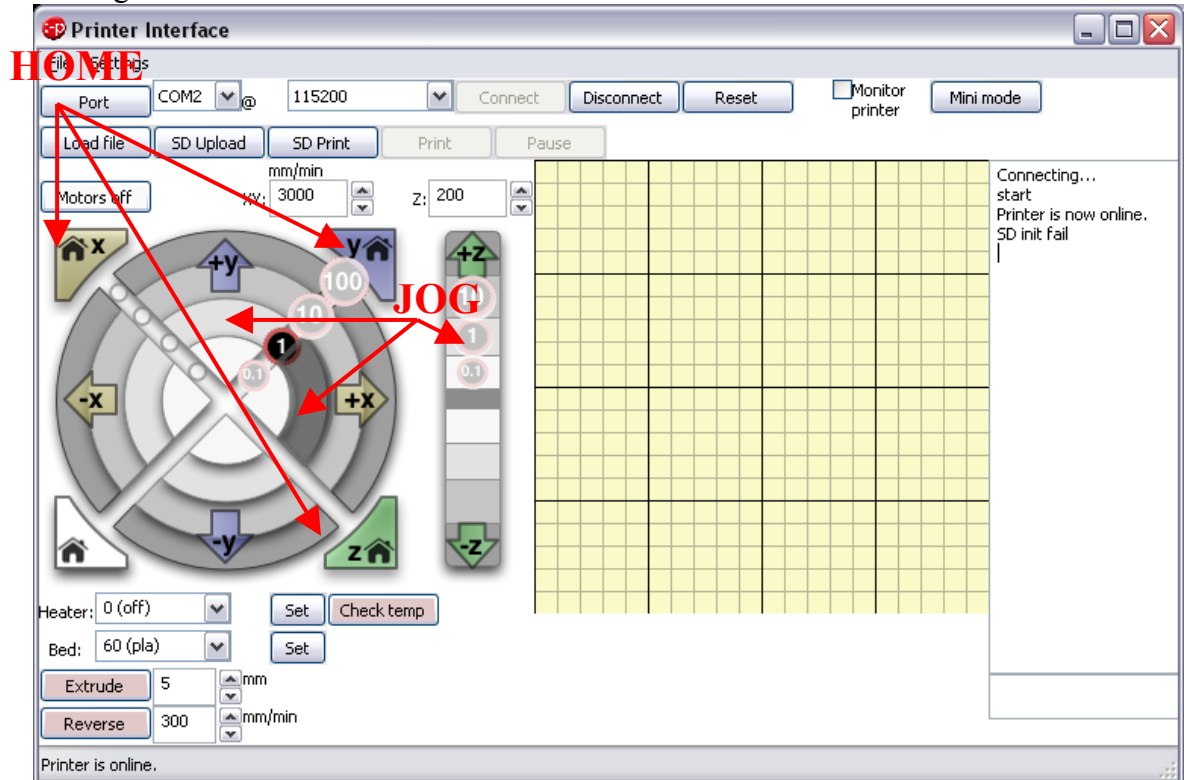 Printer Interface
HOME
File Settings
Port COM2 @ 115200 Connect Disconnect Reset Monitor printer Mini mode
Load file SD Upload SD Print Print Pause
mm/min
Motors off XY: 3000 Z: 200
Connecting...
start
Printer is now online.
SD init fail
x +y y +z
100 10
JOG
10 1
1
0.1 0.1
-x +x
-y z -z
Heater: 0 (off) Set Check temp
Bed: 60 (pla) Set
Extrude 5 mm
Reverse 300 mm/min
Printer is online.